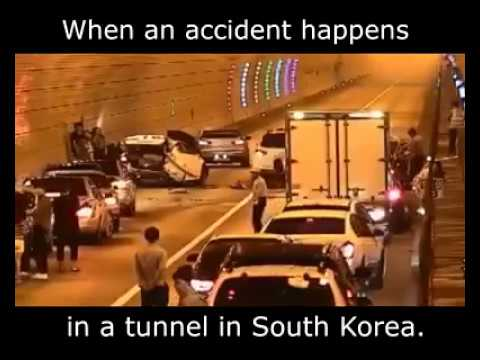 When an accident happens
in a tunnel in South Korea.